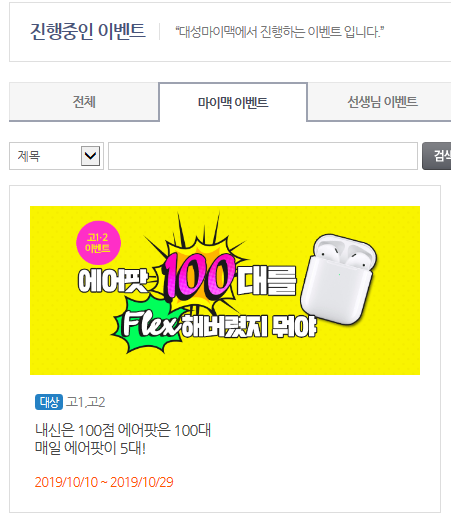 진행중인 이벤트
“대성마이맥에서 진행하는 이벤트 입니다.”
전체
마이맥 이벤트
선생님 이벤트
제목
검색
고1·2
이벤트
에어팟 100 대를
Flex 해버렸지 뭐야
대상 고1,고2
내신은 100점 에어팟은 100대
매일 에어팟이 5대!
2019/10/10 ~ 2019/10/29